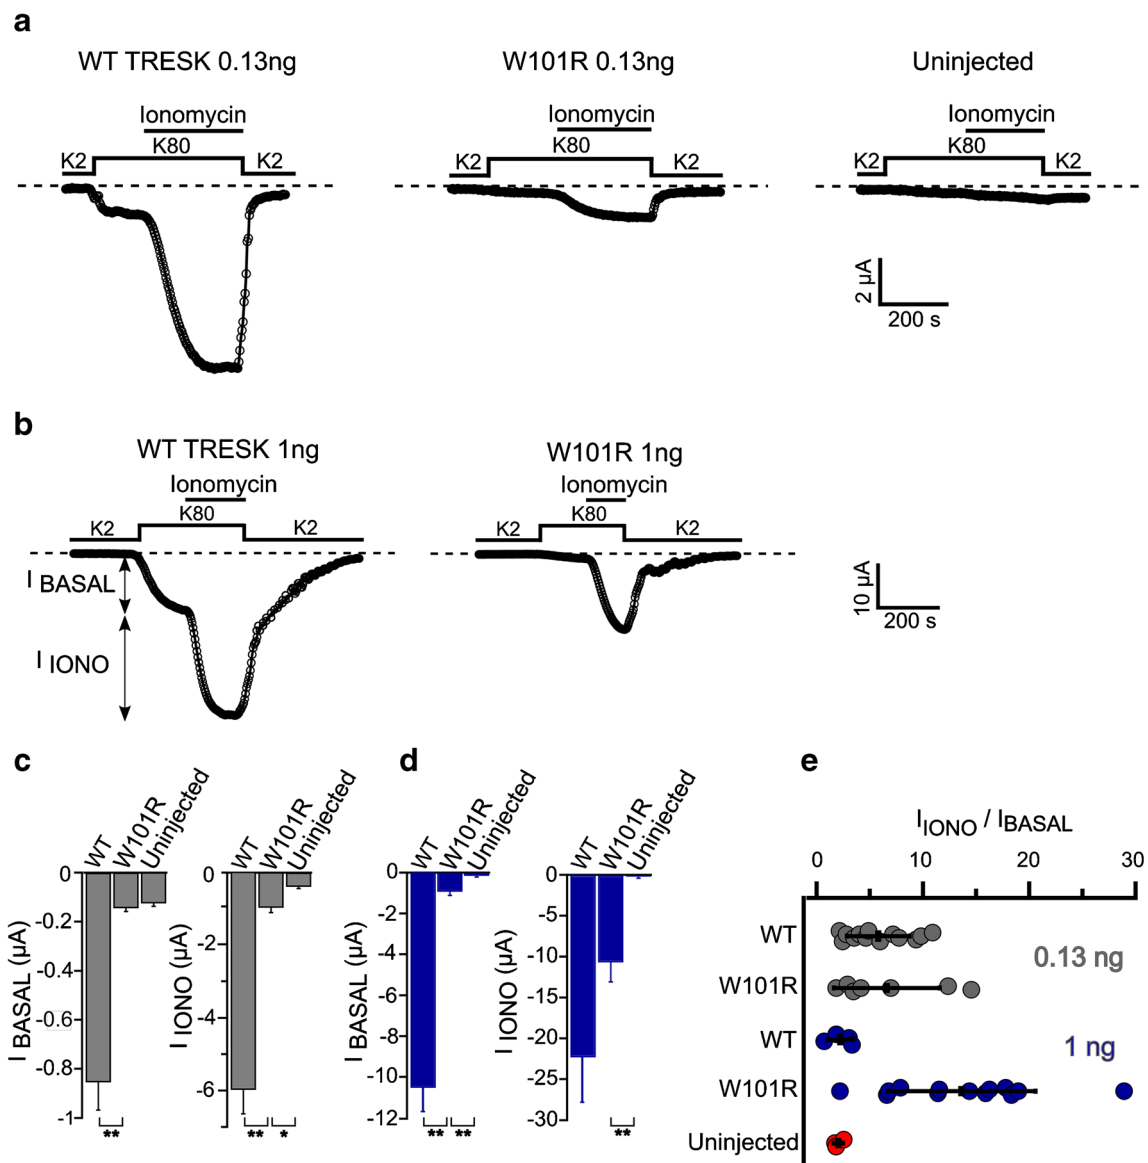 a
WT TRESK 0.13ng
W101R 0.13ng
Uninjected
Ionomycin
Ionomycin
Ionomycin
K2 K80 K2
K2 K80 K2
K2 K80 K2
2 µA
200 s
b
WT TRESK 1ng
W101R 1ng
Ionomycin
Ionomycin
K2 K80 K2
K2 K80 K2
I BASAL
I IONO
10 µA
200 s
c
WT
W101R
Uninjected
I BASAL (µA)
0
-0.2
-0.4
-0.6
-0.8
-1
**
WT
W101R
Uninjected
I IONO (µA)
0
-2
-4
-6
** *
d
WT
W101R
Uninjected
I BASAL (µA)
0
-2
-4
-6
-8
-10
-12
** **
WT
W101R
Uninjected
I IONO (µA)
0
-5
-10
-15
-20
-25
-30
**
e
IIONO / IBASAL
0 10 20 30
WT
W101R
0.13 ng
WT
W101R
1 ng
Uninjected